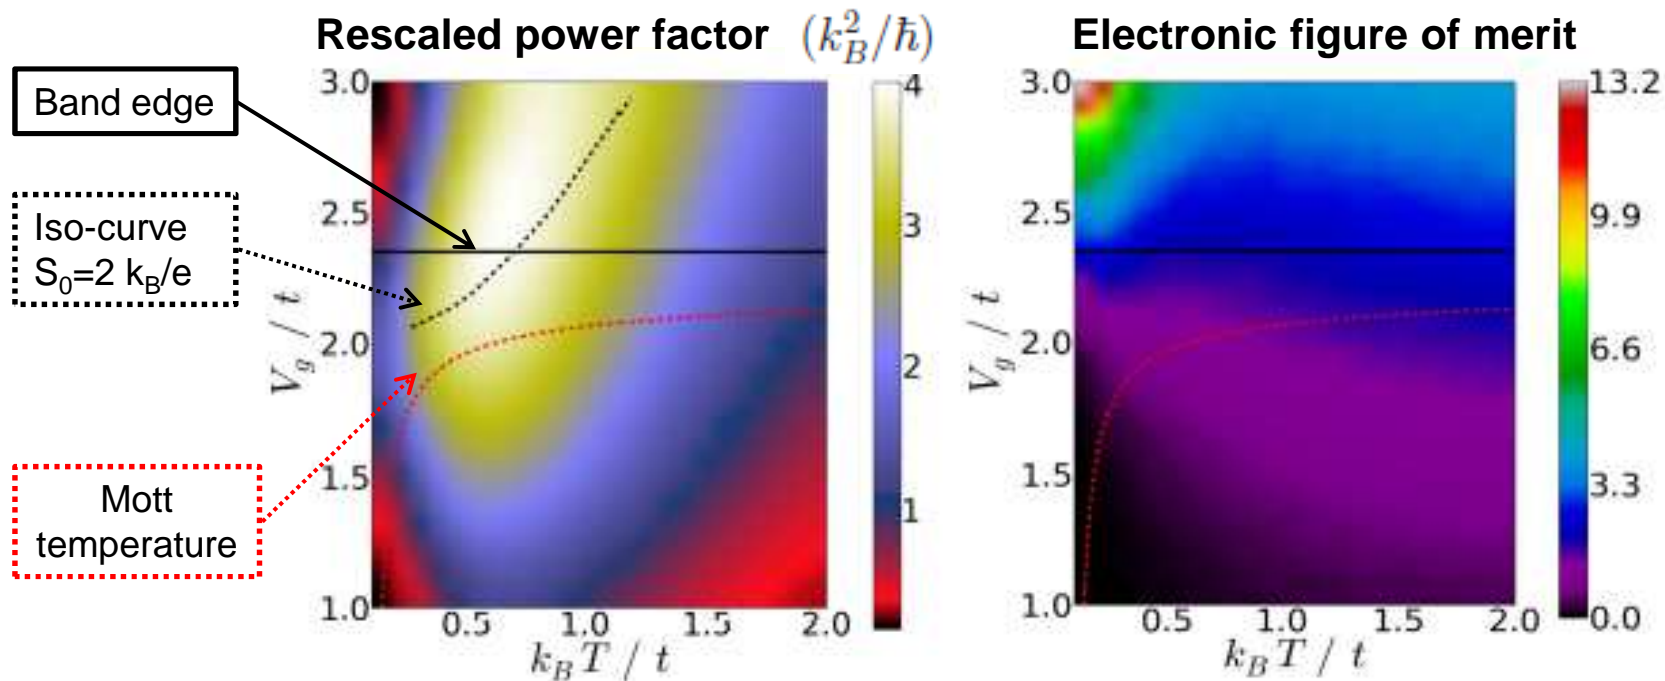 Rescaled power factor (k_B^2/ℏ)
Electronic figure of merit
Band edge
Iso-curve
S₀=2 k_B/e
Mott
temperature
3.0
2.5
2.0
1.5
1.0
V_g / t
0.5 1.0 1.5 2.0
k_B T / t
4
3
2
1
3.0
2.5
2.0
1.5
1.0
V_g / t
0.5 1.0 1.5 2.0
k_B T / t
13.2
9.9
6.6
3.3
0.0